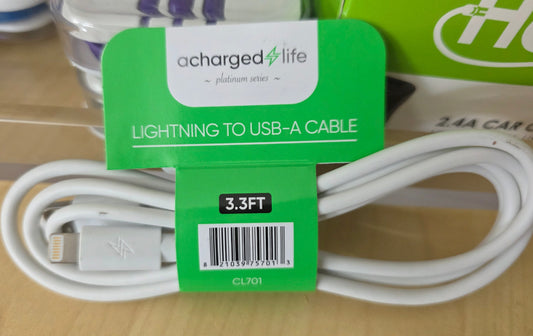 acharged life
~ platinum series ~
LIGHTNING TO USB-A CABLE
2.4A CAR
3.3FT
8 21039 75701 3
CL701